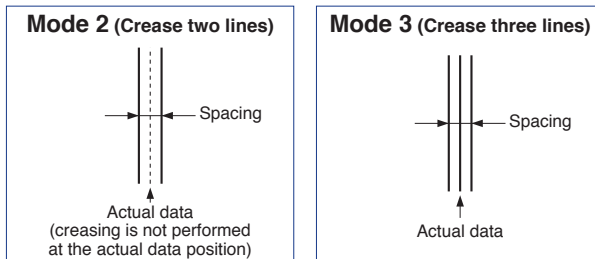 Mode 2 (Crease two lines)
Spacing
Actual data
(creasing is not performed
at the actual data position)
Mode 3 (Crease three lines)
Spacing
Actual data